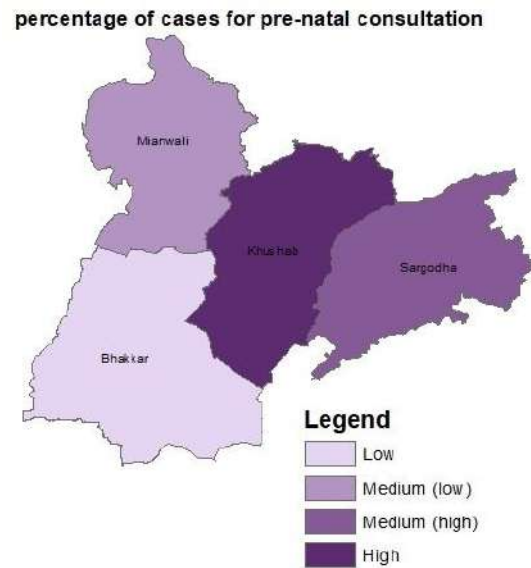 percentage of cases for pre-natal consultation
Mianwali
Khushab
Sargodha
Bhakkar
Legend
Low
Medium (low)
Medium (high)
High